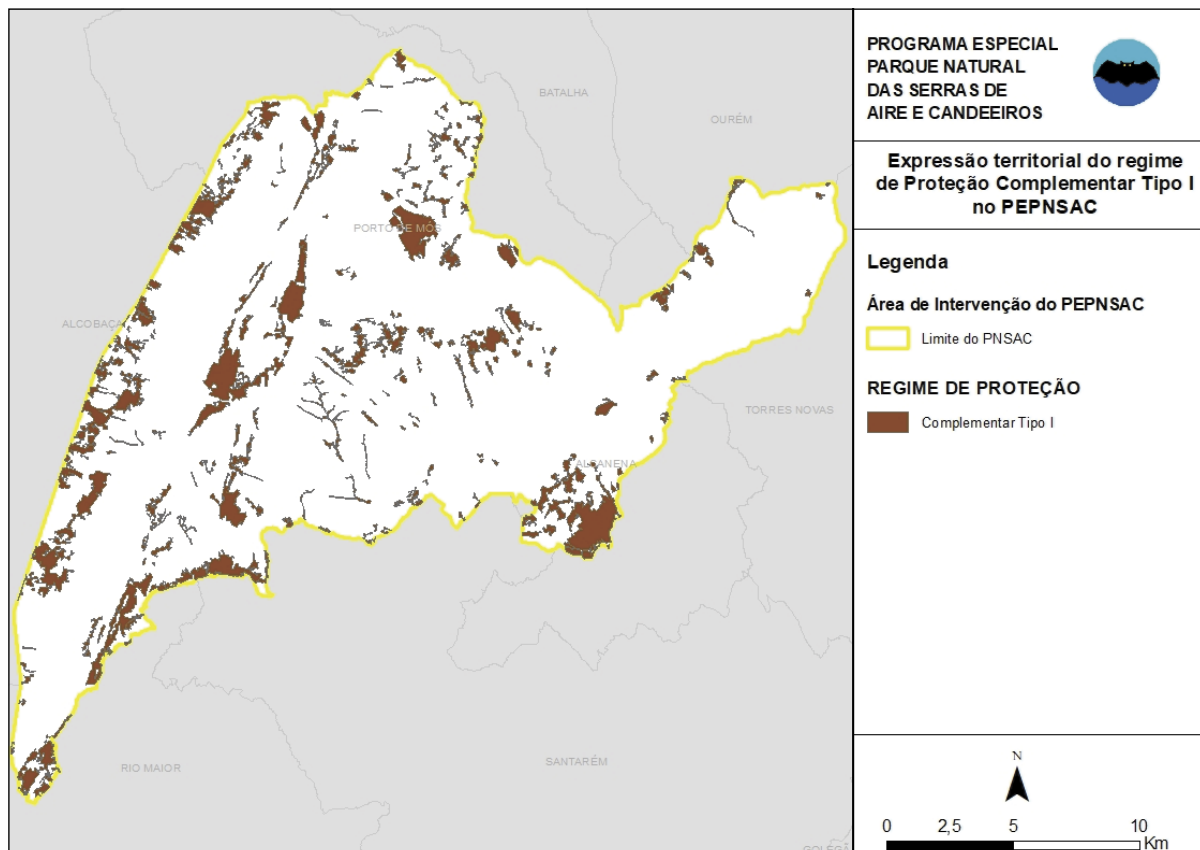 PROGRAMA ESPECIAL
PARQUE NATURAL
DAS SERRAS DE
AIRE E CANDEEIROS
Expressão territorial do regime
de Proteção Complementar Tipo I
no PEPNSAC
Legenda
Área de Intervenção do PEPNSAC
Limite do PNSAC
REGIME DE PROTEÇÃO
Complementar Tipo I
BATALHA
OURÉM
PORTO DE MÓS
ALCOBAÇA
TORRES NOVAS
ALCANENA
RIO MAIOR
SANTARÉM
N
0 2,5 5 10
Km